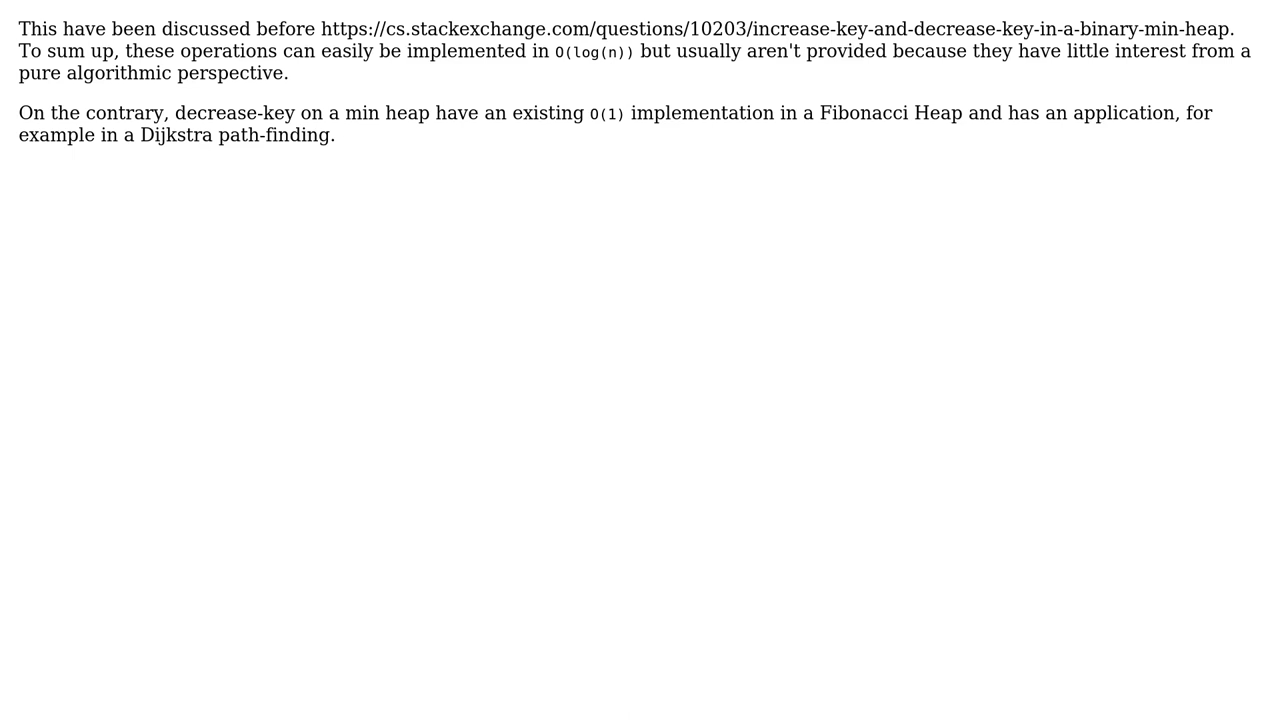 This have been discussed before https://cs.stackexchange.com/questions/10203/increase-key-and-decrease-key-in-a-binary-min-heap.
To sum up, these operations can easily be implemented in O(log(n)) but usually aren't provided because they have little interest from a
pure algorithmic perspective.
On the contrary, decrease-key on a min heap have an existing O(1) implementation in a Fibonacci Heap and has an application, for
example in a Dijkstra path-finding.